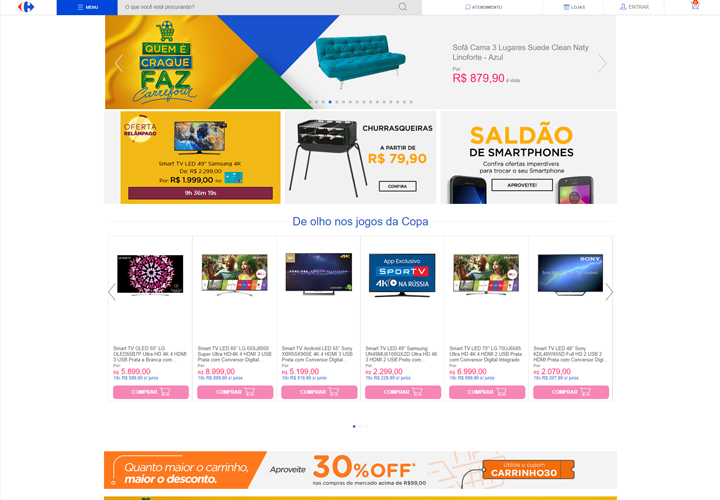 MENU
O que você está procurando?
ATENDIMENTO
LOJAS
ENTRAR
0
QUEM É
CRAQUE
FAZ
Carrefour
Sofá Cama 3 Lugares Suede Clean Naty
Linoforte - Azul
Por:
R$ 879,90 à vista
OFERTA
RELÂMPAGO
Smart TV LED 49" Samsung 4K
De: R$ 2.299,00
Por: R$ 1.999,00 no
9h 36m 19s
CHURRASQUEIRAS
A PARTIR DE
R$ 79,90
CONFIRA
SALDÃO
DE SMARTPHONES
Confira ofertas imperdíveis
para trocar o seu Smartphone
APROVEITE!
De olho nos jogos da Copa
4K
App Exclusivo
SPORTV
4K NA RÚSSIA
SONY
Smart TV OLED 55" LG
OLED55B7P Ultra HD 4K 4 HDMI
3 USB Preta e Branca com...
Por:
R$ 5.899,00
10x R$ 589,90 s/ juros
COMPRAR
Smart TV LED 65" LG 65SJ8000
Super Ultra HD/4K 4 HDMI 3 USB
Prata com Conversor Digital...
Por:
R$ 8.999,00
10x R$ 899,90 s/ juros
COMPRAR
Smart TV Android LED 55" Sony
XBR55X905E 4K 4 HDMI 3 USB
Preta com Conversor Digital...
Por:
R$ 5.199,00
10x R$ 519,90 s/ juros
COMPRAR
Smart TV LED 49" Samsung
UN49MU6100GXZD Ultra HD 4K
3 HDMI 2 USB Preto com...
Por:
R$ 2.299,00
10x R$ 229,90 s/ juros
COMPRAR
Smart TV LED 70" LG 70UJ6585
Ultra HD 4K 4 HDMI 2 USB Prata
com Conversor Digital Integrado
Por:
R$ 6.999,00
10x R$ 699,90 s/ juros
COMPRAR
Smart TV LED 48" Sony
KDL48W655D Full HD 2 USB 2
HDMI Preta com Conversor Digi...
Por:
R$ 2.079,00
10x R$ 207,90 s/ juros
COMPRAR
Quanto maior o carrinho,
maior o desconto.
Aproveite
30%OFF*
nas compras de mercado acima de R$99,00
Utilize o cupom
CARRINHO30